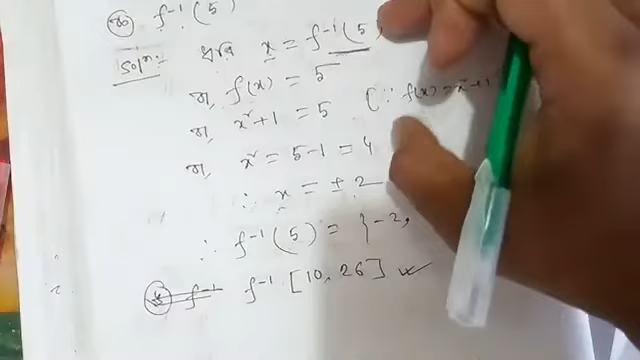 (ক) f⁻¹(5)
Solⁿ:- ধরি x = f⁻¹(5)
বা, f(x) = 5
বা, x²+1 = 5 (∵ f(x) = x²+1
বা, x² = 5-1 = 4
∴ x = ±2
∴ f⁻¹(5) = {-2,
f⁻¹ [10, 26]